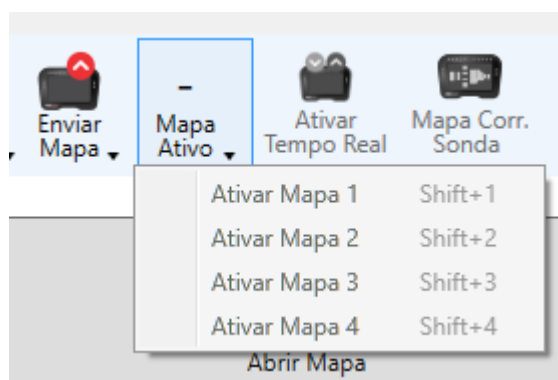 Enviar
Mapa
-
Mapa
Ativo
Ativar
Tempo Real
Mapa Corr.
Sonda
Ativar Mapa 1 Shift+1
Ativar Mapa 2 Shift+2
Ativar Mapa 3 Shift+3
Ativar Mapa 4 Shift+4
Abrir Mapa